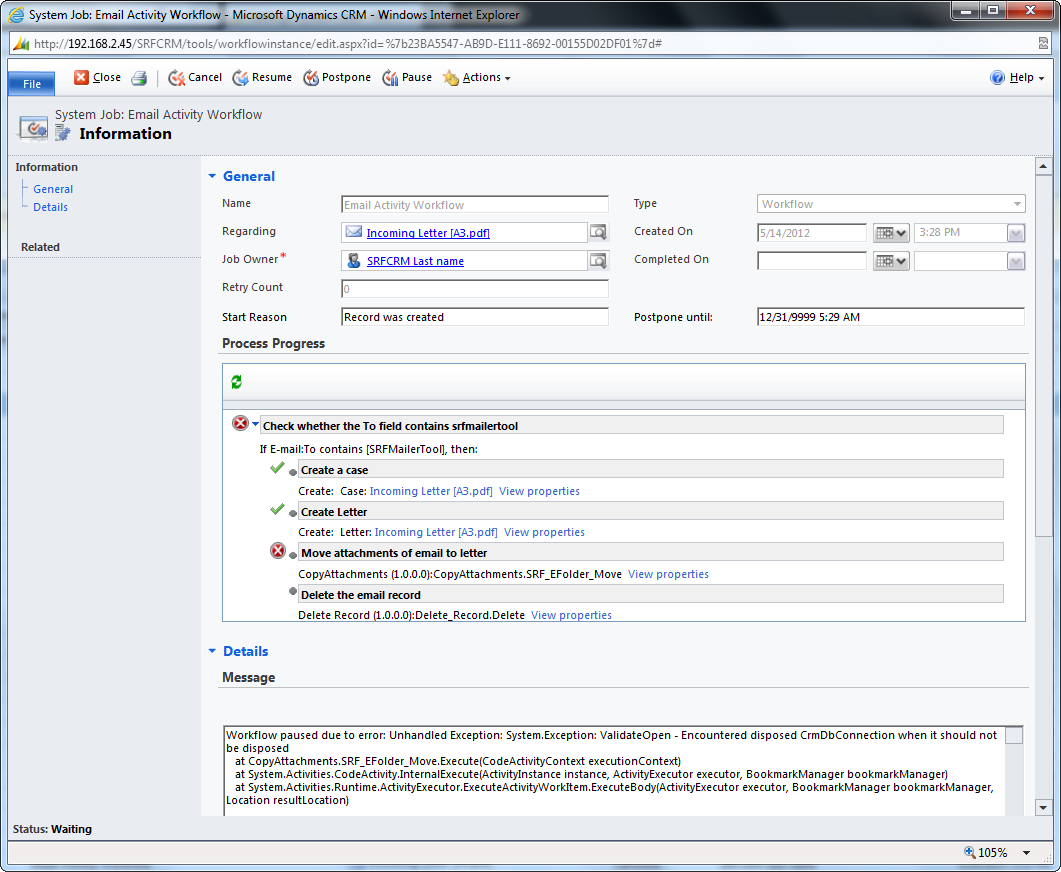 System Job: Email Activity Workflow - Microsoft Dynamics CRM - Windows Internet Explorer
http://192.168.2.45/SRFCRM/tools/workflowinstance/edit.aspx?id=%7b23BA5547-AB9D-E111-8692-00155D02DF01%7d#
File Close Cancel Resume Postpone Pause Actions Help
System Job: Email Activity Workflow
Information
Information
General
Details
Related
General
Name Email Activity Workflow Type Workflow
Regarding Incoming Letter [A3.pdf] Created On 5/14/2012 3:28 PM
Job Owner* SRFCRM Last name Completed On
Retry Count 0
Start Reason Record was created Postpone until: 12/31/9999 5:29 AM
Process Progress
Check whether the To field contains srfmailertool
If E-mail:To contains [SRFMailerTool], then:
Create a case
Create: Case: Incoming Letter [A3.pdf] View properties
Create Letter
Create: Letter: Incoming Letter [A3.pdf] View properties
Move attachments of email to letter
CopyAttachments (1.0.0.0):CopyAttachments.SRF_EFolder_Move View properties
Delete the email record
Delete Record (1.0.0.0):Delete_Record.Delete View properties
Details
Message
Workflow paused due to error: Unhandled Exception: System.Exception: ValidateOpen - Encountered disposed CrmDbConnection when it should not
be disposed
at CopyAttachments.SRF_EFolder_Move.Execute(CodeActivityContext executionContext)
at System.Activities.CodeActivity.InternalExecute(ActivityInstance instance, ActivityExecutor executor, BookmarkManager bookmarkManager)
at System.Activities.Runtime.ActivityExecutor.ExecuteActivityWorkItem.ExecuteBody(ActivityExecutor executor, BookmarkManager bookmarkManager,
Location resultLocation)
Status: Waiting
105%